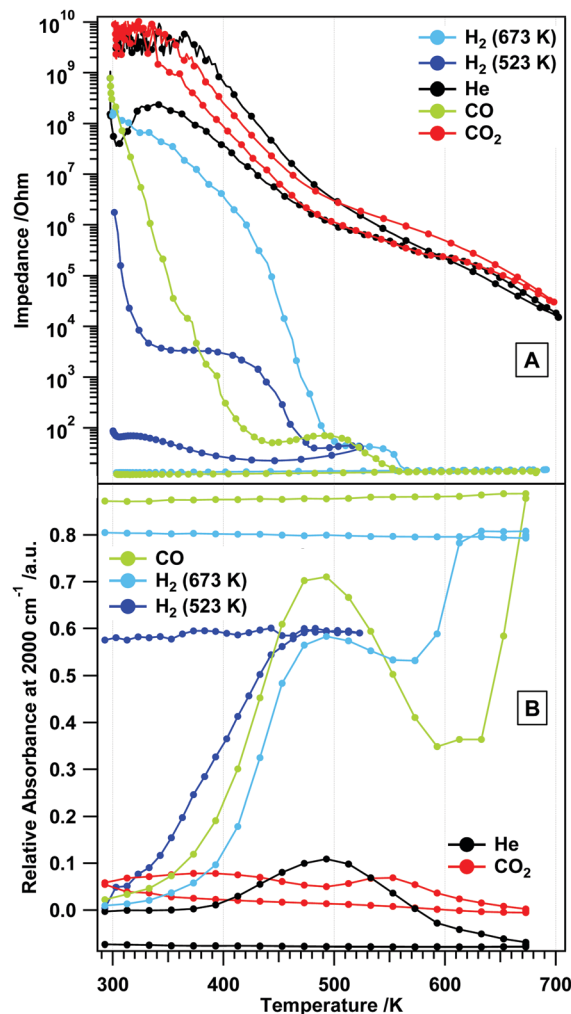 A
Impedance /Ohm
10^10
10^9
10^8
10^7
10^6
10^5
10^4
10^3
10^2
H₂ (673 K)
H₂ (523 K)
He
CO
CO₂
A
Relative Absorbance at 2000 cm⁻¹ /a.u.
0.8
0.7
0.6
0.5
0.4
0.3
0.2
0.1
0.0
CO
H₂ (673 K)
H₂ (523 K)
B
He
CO₂
300
400
500
600
700
Temperature /K